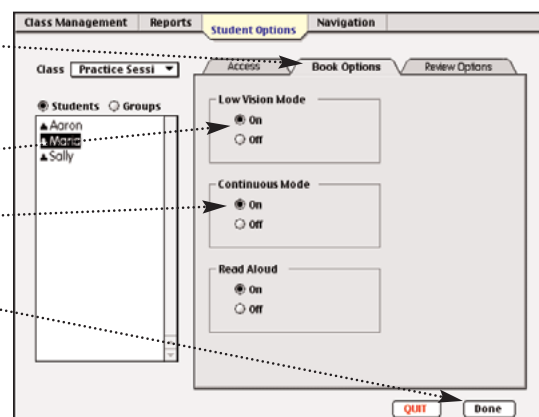 Class Management Reports Student Options Navigation
Class Practice Sessi
Access Book Options Review Options
Students Groups
Aaron
Maria
Sally
Low Vision Mode
On
Off
Continuous Mode
On
Off
Read Aloud
On
Off
QUIT Done